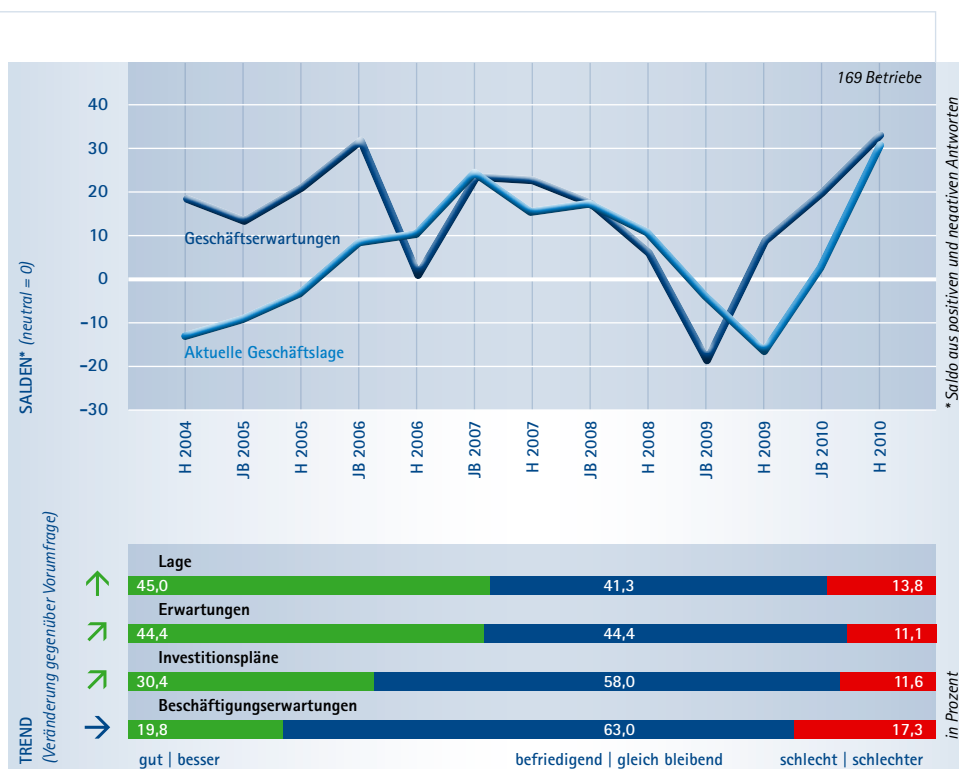 169 Betriebe
40
30
20
10
0
-10
-20
-30
SALDEN* (neutral = 0)
Geschäftserwartungen
Aktuelle Geschäftslage
* Saldo aus positiven und negativen Antworten
H 2004
JB 2005
H 2005
JB 2006
H 2006
JB 2007
H 2007
JB 2008
H 2008
JB 2009
H 2009
JB 2010
H 2010
TREND
(Veränderung gegenüber Vorumfrage)
Lage
45,0 41,3 13,8
Erwartungen
44,4 44,4 11,1
Investitionspläne
30,4 58,0 11,6
Beschäftigungserwartungen
19,8 63,0 17,3
gut | besser befriedigend | gleich bleibend schlecht | schlechter
in Prozent